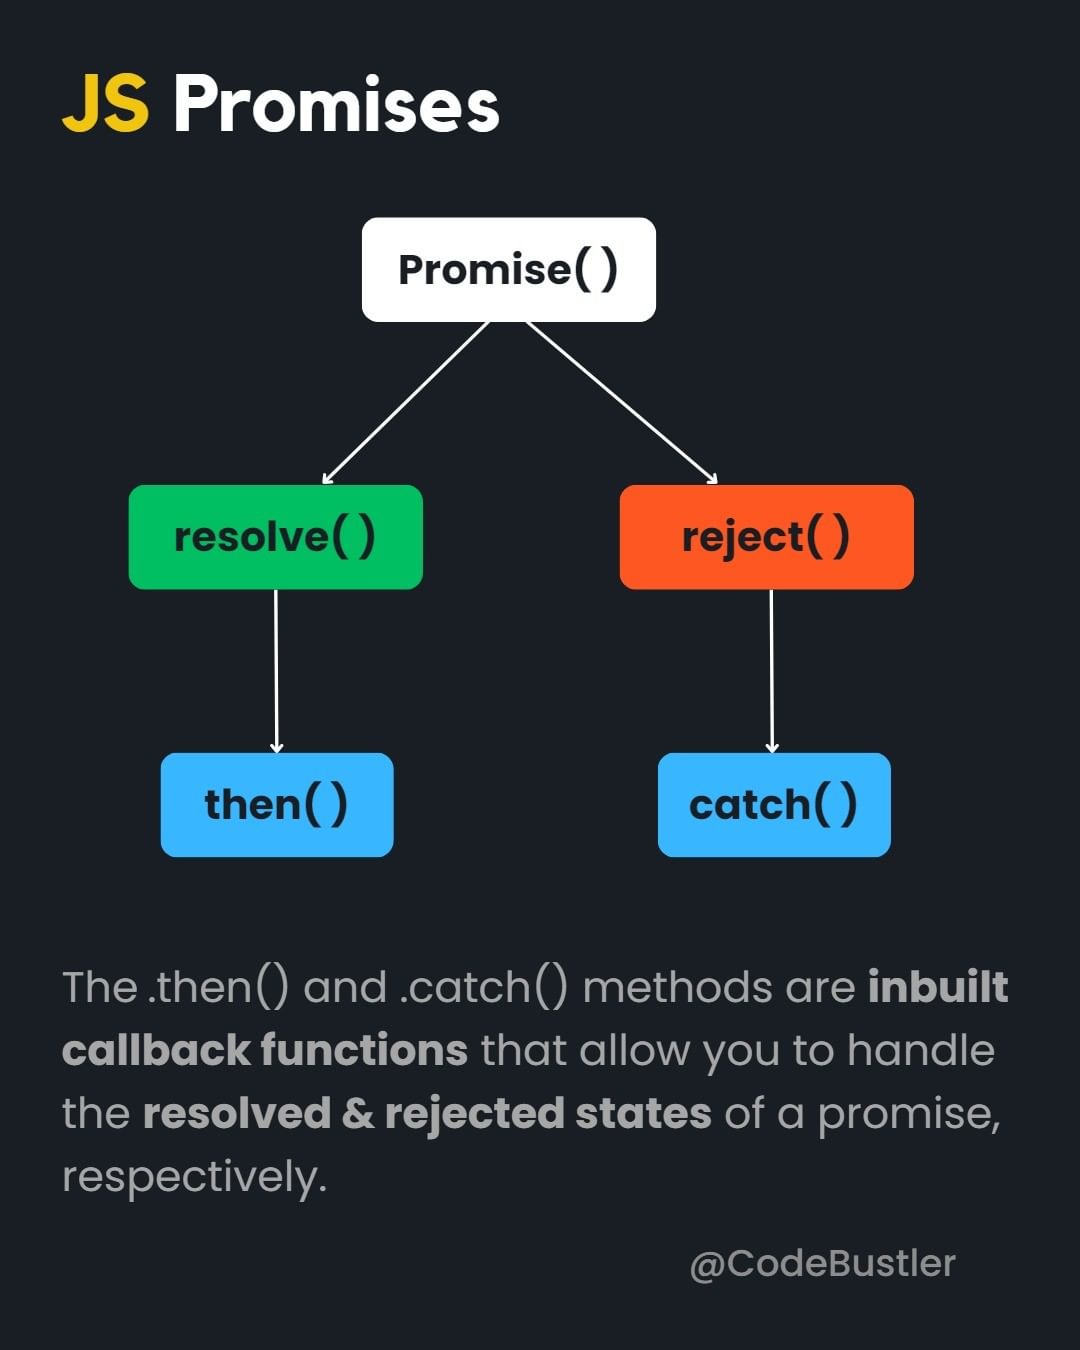 JS Promises
Promise( )
resolve( )
reject( )
then( )
catch( )
The .then() and .catch() methods are inbuilt
callback functions that allow you to handle
the resolved & rejected states of a promise,
respectively.
@CodeBustler